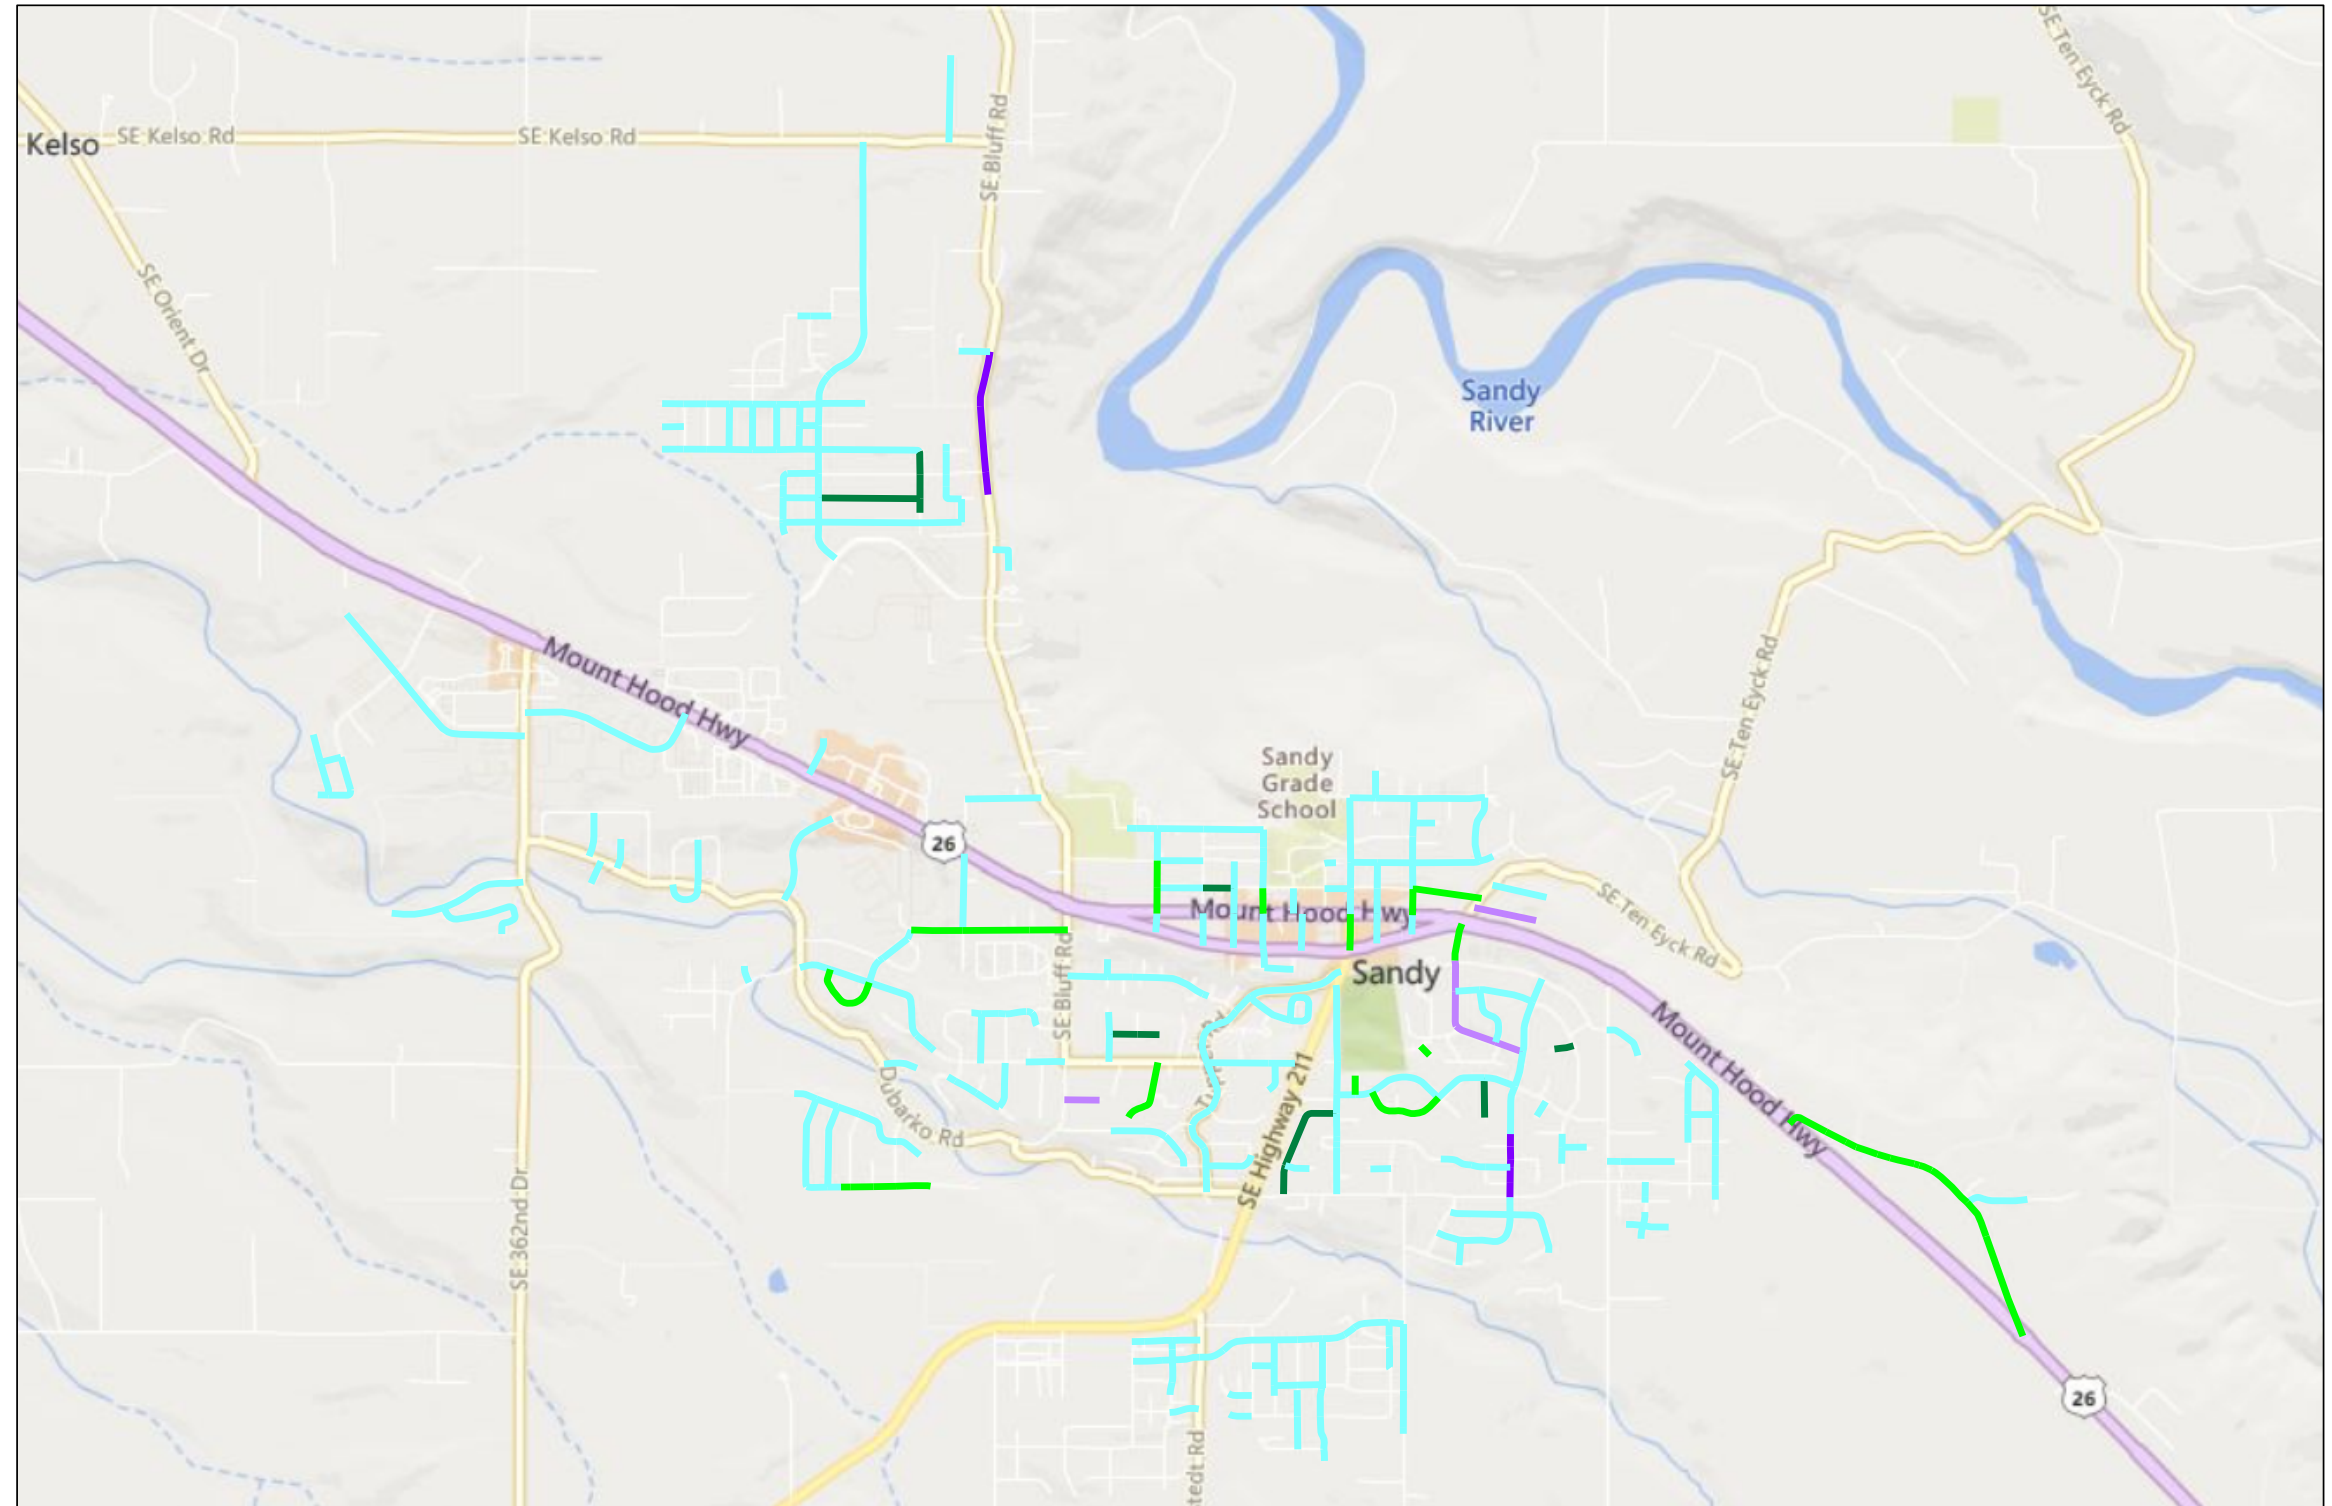 SE Ten Eyck Rd
SE Bluff Rd
Kelso
SE Kelso Rd
SE Kelso Rd
SE Orient Dr
Sandy
River
Mount Hood Hwy
SE Ten Eyck Rd
Sandy
Grade
School
26
Mount Hood Hwy
SE Ten Eyck Rd
Sandy
SE Bluff Rd
Mount Hood Hwy
Dubarko Rd
SE Highway 211
SE 362nd Dr
26
tedt Rd